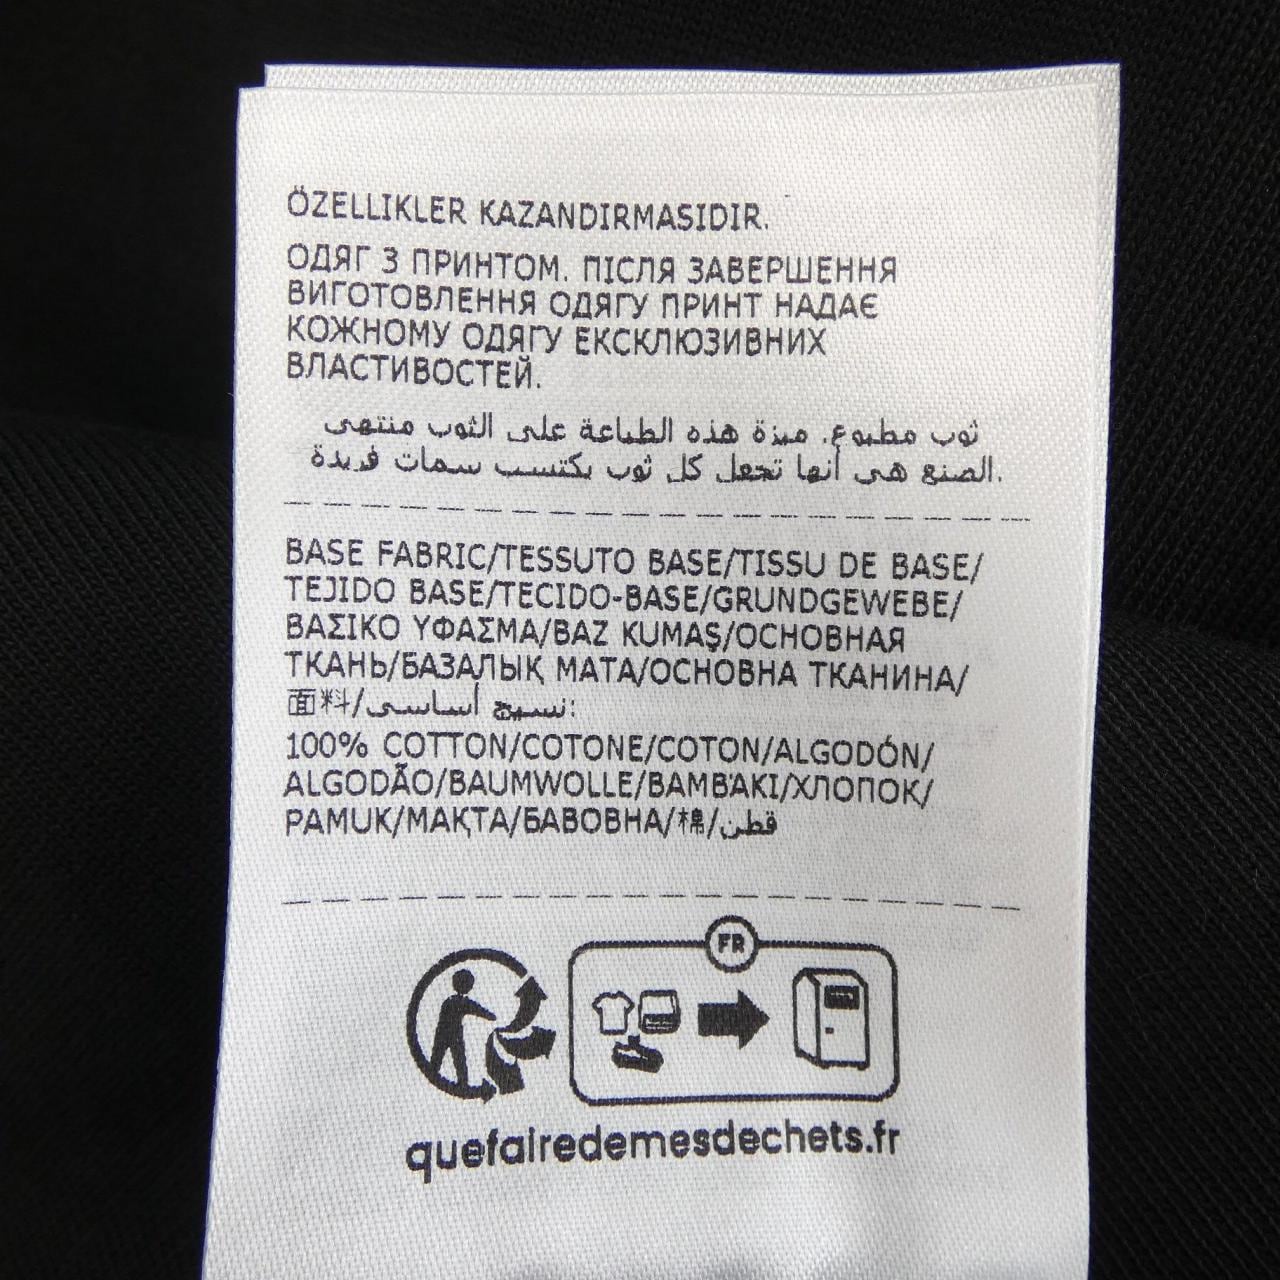 ÖZELLIKLER KAZANDIRMASIDIR.
ОДЯГ З ПРИНТОМ. ПІСЛЯ ЗАВЕРШЕННЯ
ВИГОТОВЛЕННЯ ОДЯГУ ПРИНТ НАДАЄ
КОЖНОМУ ОДЯГУ ЕКСКЛЮЗИВНИХ
ВЛАСТИВОСТЕЙ.
ثوب مطبوع. ميزة هذه الطباعة على الثوب منتهى
الصنع هي أنها تجعل كل ثوب يكتسب سمات فريدة.
BASE FABRIC/TESSUTO BASE/TISSU DE BASE/
TEJIDO BASE/TECIDO-BASE/GRUNDGEWEBE/
ΒΑΣΙΚΟ ΥΦΑΣΜΑ/BAZ KUMAŞ/ОСНОВНАЯ
ТКАНЬ/БАЗАЛЫҚ МАТА/ОСНОВНА ТКАНИНА/
面料/نسيج أساسي:
100% COTTON/COTONE/COTON/ALGODÓN/
ALGODÃO/BAUMWOLLE/ΒΑΜΒΆΚΙ/ХЛОПОК/
PAMUK/МАҚТА/БАВОВНА/棉/قطن
FR
quefairedemesdechets.fr